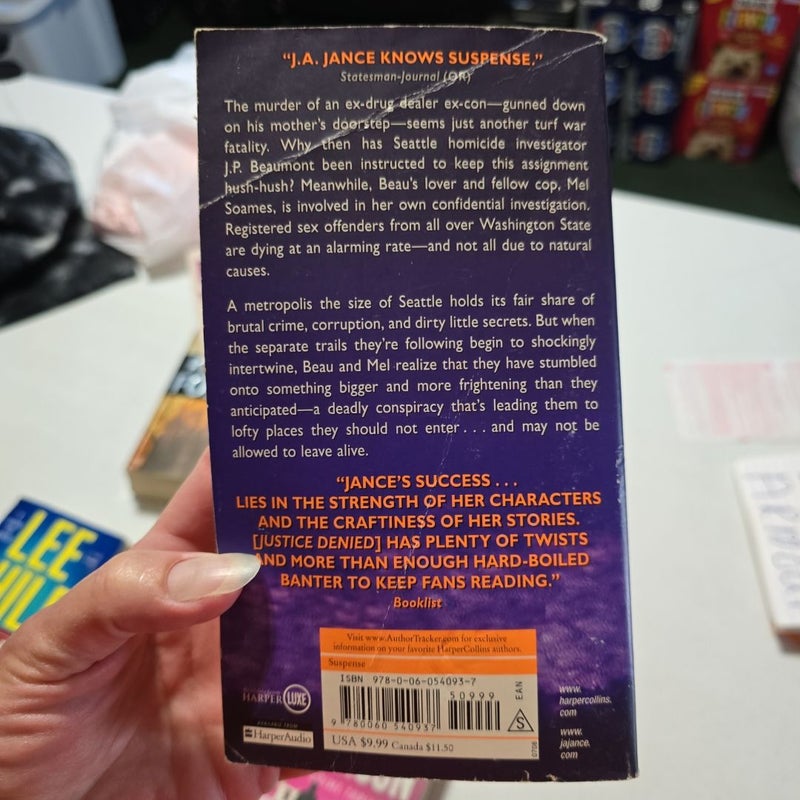 "J.A. JANCE KNOWS SUSPENSE."
Statesman-Journal (OR)
The murder of an ex-drug dealer ex-con—gunned down
on his mother's doorstep—seems just another turf war
fatality. Why then has Seattle homicide investigator
J.P. Beaumont been instructed to keep this assignment
hush-hush? Meanwhile, Beau's lover and fellow cop, Mel
Soames, is involved in her own confidential investigation.
Registered sex offenders from all over Washington State
are dying at an alarming rate—and not all due to natural
causes.
A metropolis the size of Seattle holds its fair share of
brutal crime, corruption, and dirty little secrets. But when
the separate trails they're following begin to shockingly
intertwine, Beau and Mel realize that they have stumbled
onto something bigger and more frightening than they
anticipated—a deadly conspiracy that's leading them to
lofty places they should not enter . . . and may not be
allowed to leave alive.
"JANCE'S SUCCESS . . .
LIES IN THE STRENGTH OF HER CHARACTERS
AND THE CRAFTINESS OF HER STORIES.
[JUSTICE DENIED] HAS PLENTY OF TWISTS
AND MORE THAN ENOUGH HARD-BOILED
BANTER TO KEEP FANS READING."
Booklist
Visit www.AuthorTracker.com for exclusive
information on your favorite HarperCollins authors.
Suspense
ISBN 978-0-06-054093-7
50999
EAN
9 780060 540937
S
USA $9.99 Canada $11.50
0708
HARPER LUXE
AVAILABLE FROM
HarperAudio
www.
harpercollins.
com
www.
jajance.
com
LEE